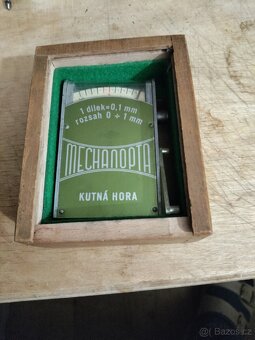 1 dílek=0,1 mm
rozsah 0 ÷ 1 mm
MECHANOPTA
KUTNÁ HORA
Bazoš.cz